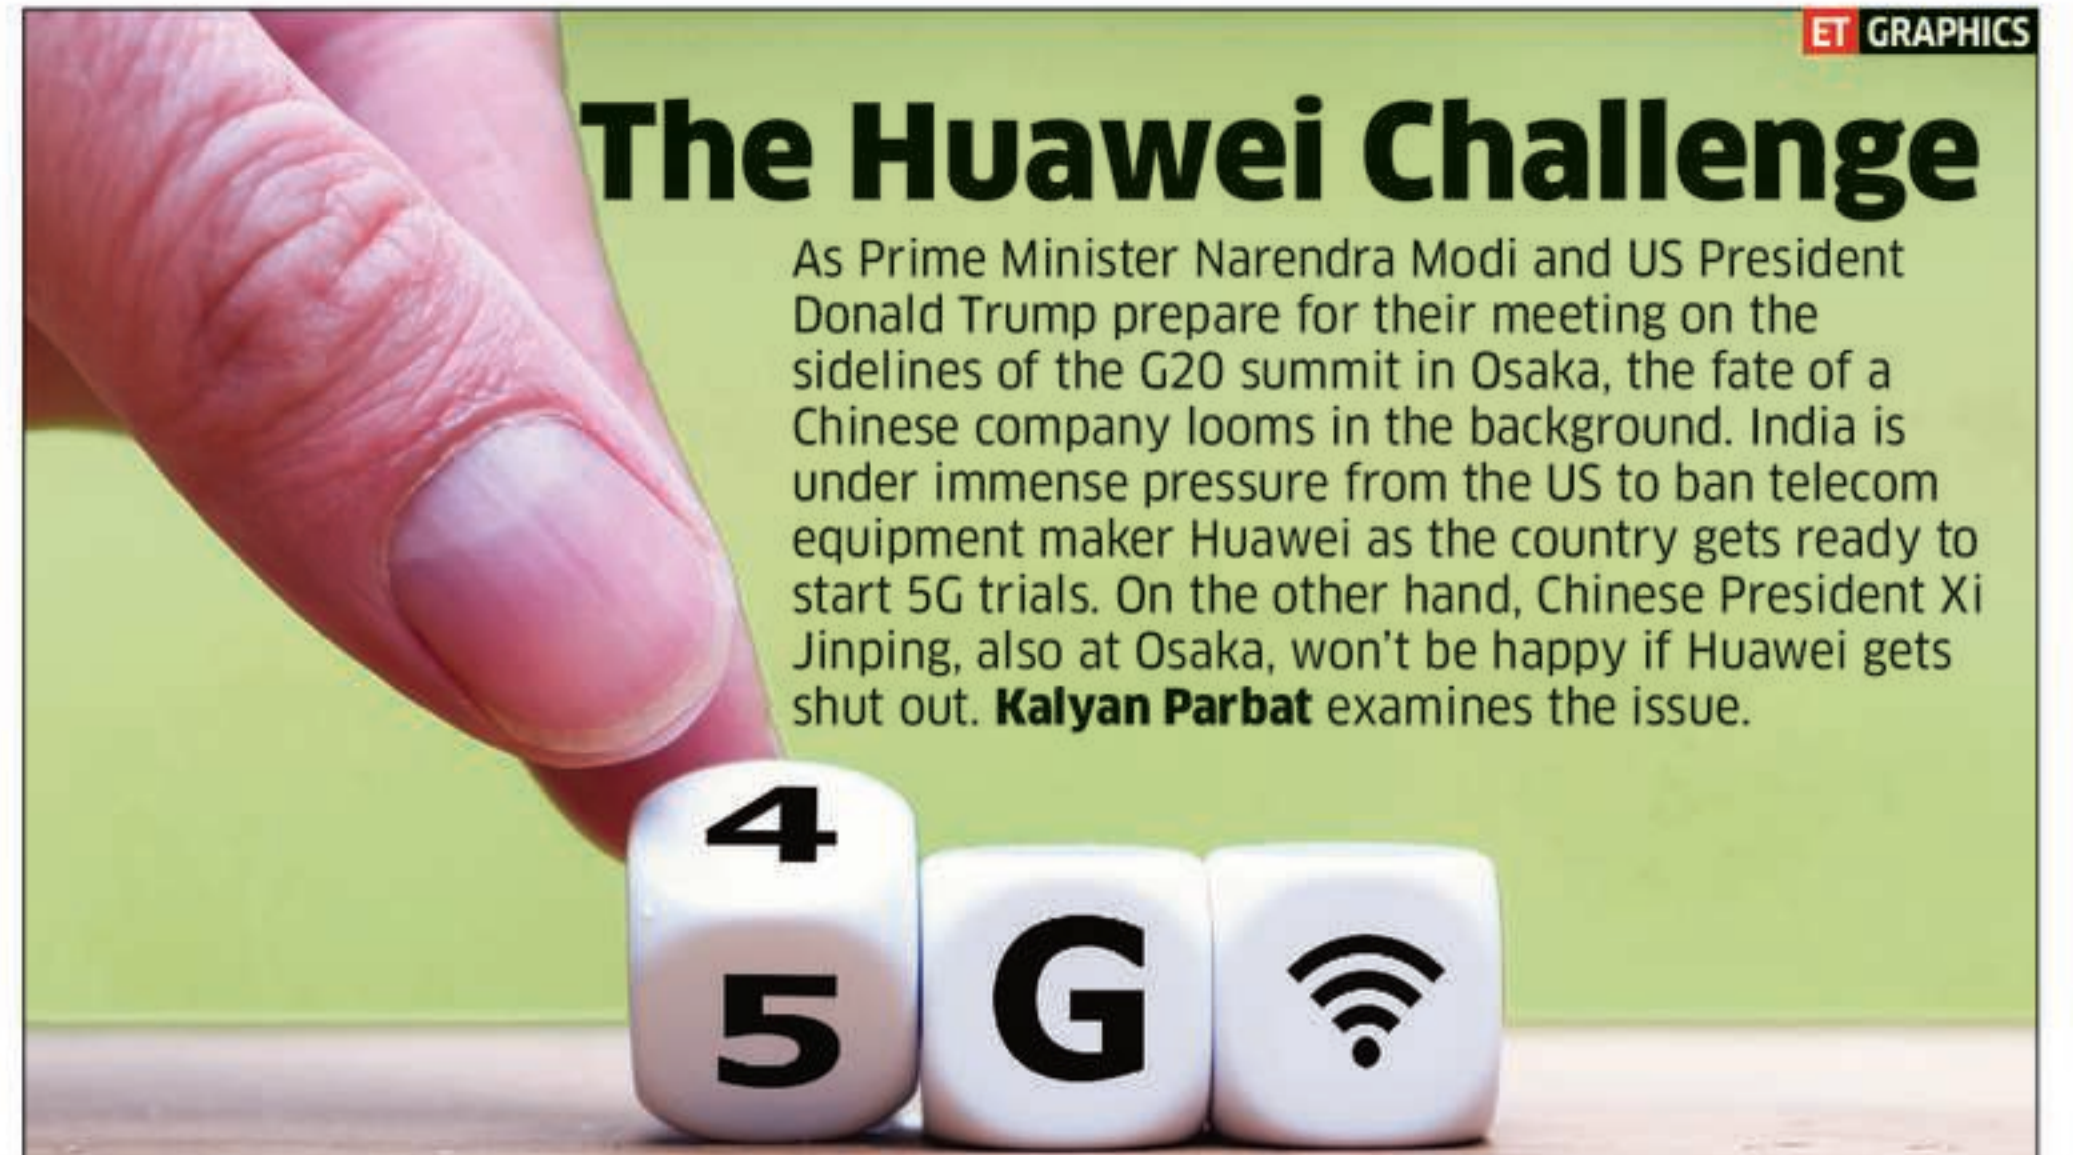 ET GRAPHICS
The Huawei Challenge
As Prime Minister Narendra Modi and US President
Donald Trump prepare for their meeting on the
sidelines of the G20 summit in Osaka, the fate of a
Chinese company looms in the background. India is
under immense pressure from the US to ban telecom
equipment maker Huawei as the country gets ready to
start 5G trials. On the other hand, Chinese President Xi
Jinping, also at Osaka, won't be happy if Huawei gets
shut out. Kalyan Parbat examines the issue.
4
5 G